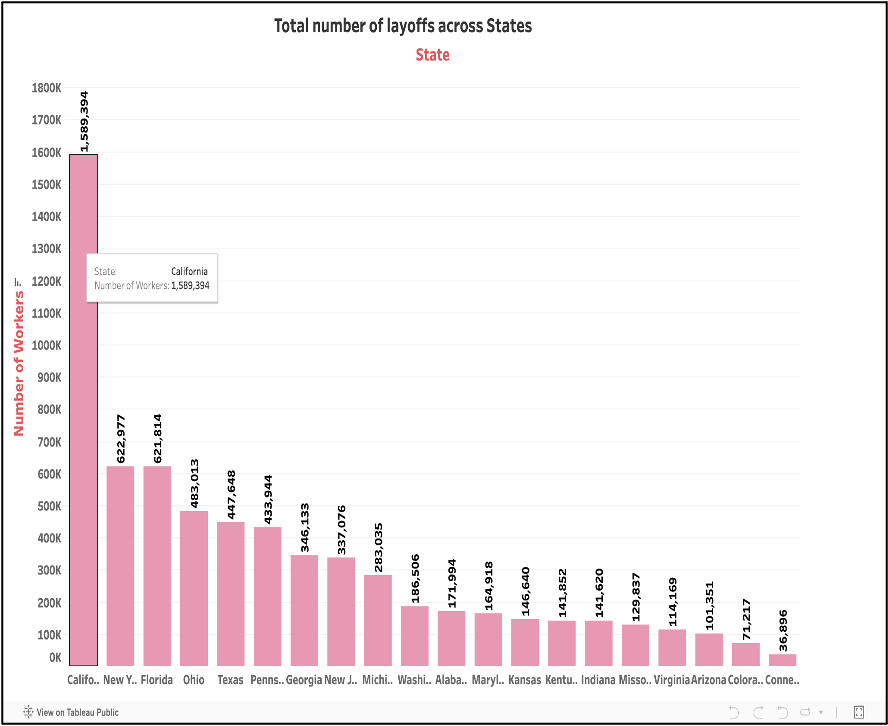 Total number of layoffs across States
State
Number of Workers
1800K
1700K
1600K
1500K
1400K
1300K
1200K
1100K
1000K
900K
800K
700K
600K
500K
400K
300K
200K
100K
0K
1,589,394
622,977
621,814
483,013
447,648
433,944
346,133
337,076
283,035
186,506
171,994
164,918
146,640
141,852
141,620
129,837
114,169
101,351
71,217
36,896
State: California
Number of Workers: 1,589,394
Califo.. New Y.. Florida Ohio Texas Penns.. Georgia New J.. Michi.. Washi.. Alaba.. Maryl.. Kansas Kentu.. Indiana Misso.. Virginia Arizona Colora.. Conne..
View on Tableau Public